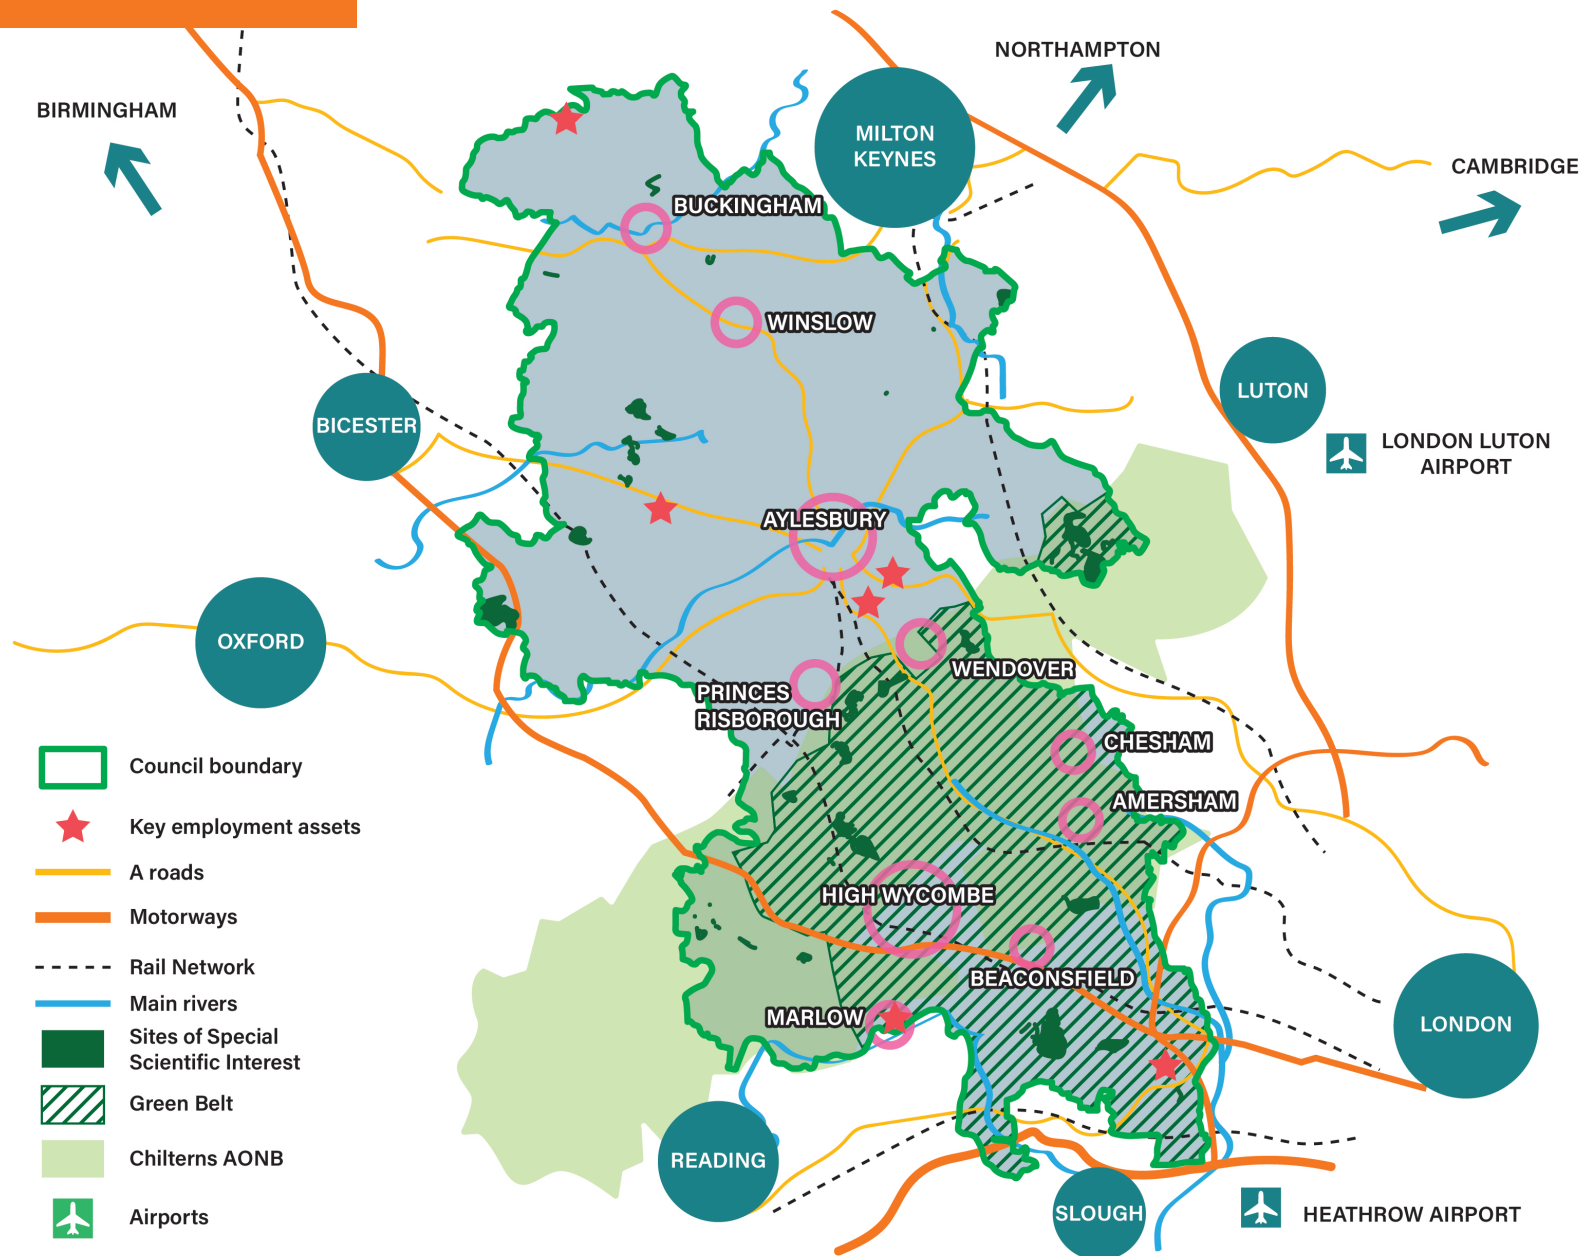 NORTHAMPTON
BIRMINGHAM
MILTON
KEYNES
CAMBRIDGE
BUCKINGHAM
WINSLOW
LUTON
BICESTER
LONDON LUTON
AIRPORT
AYLESBURY
OXFORD
WENDOVER
PRINCES
RISBOROUGH
CHESHAM
AMERSHAM
HIGH WYCOMBE
BEACONSFIELD
MARLOW
LONDON
READING
SLOUGH
HEATHROW AIRPORT
Council boundary
Key employment assets
A roads
Motorways
Rail Network
Main rivers
Sites of Special
Scientific Interest
Green Belt
Chilterns AONB
Airports